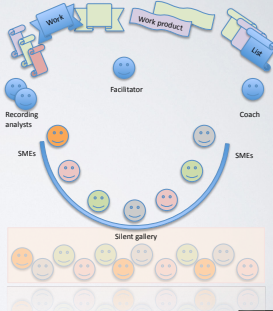 Work
Work product
List
Facilitator
Recording
analysts
Coach
SMEs
SMEs
Silent gallery